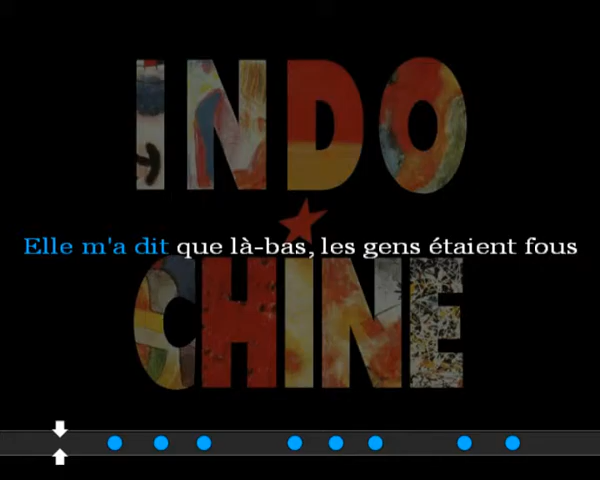 INDO
Elle m'a dit que là-bas, les gens étaient fous
CHINE